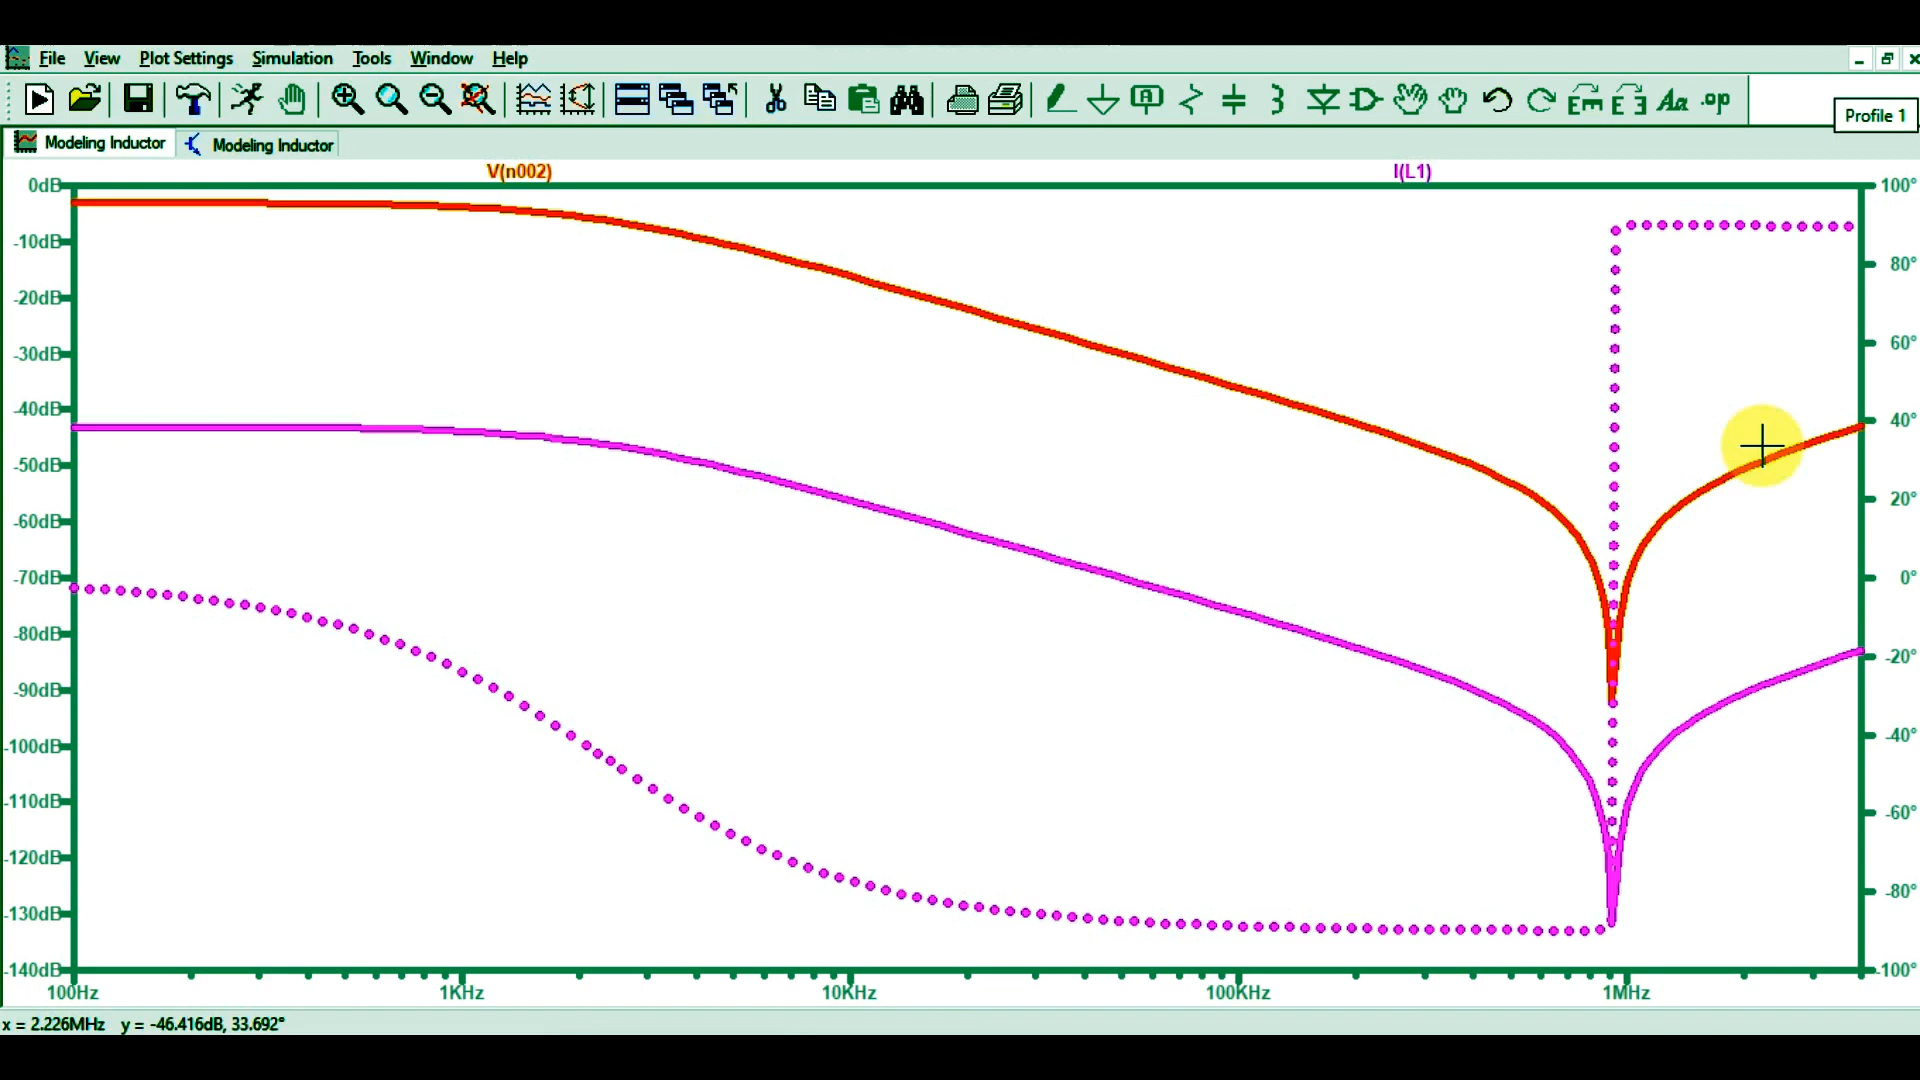 File View Plot Settings Simulation Tools Window Help
Aa .op
Profile 1
Modeling Inductor Modeling Inductor
V(n002) I(L1)
0dB 100°
-10dB
80°
-20dB
-30dB 60°
-40dB 40°
-50dB
20°
-60dB
-70dB 0°
-80dB -20°
-90dB
-100dB -40°
-110dB -60°
-120dB
-80°
-130dB
-140dB -100°
100Hz 1KHz 10KHz 100KHz 1MHz
x = 2.226MHz y = -46.416dB, 33.692°